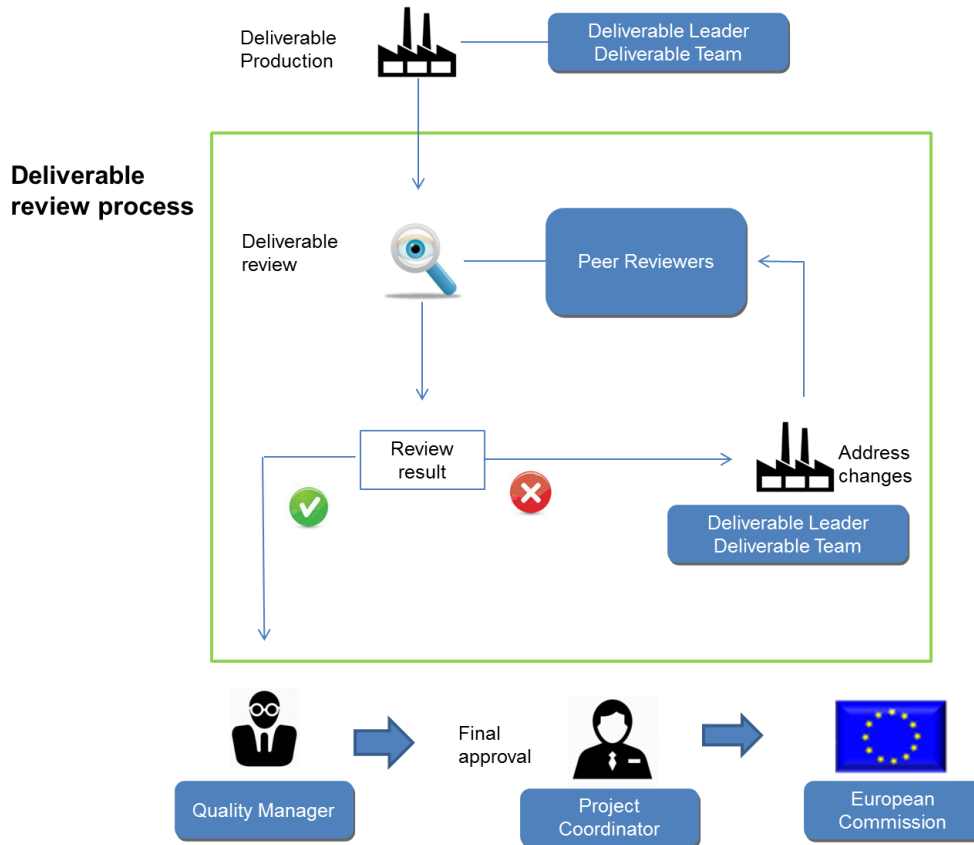 Deliverable
Production
Deliverable Leader
Deliverable Team
Deliverable
review process
Deliverable
review
Peer Reviewers
Review
result
Address
changes
Deliverable Leader
Deliverable Team
Final
approval
Quality Manager
Project
Coordinator
European
Commission